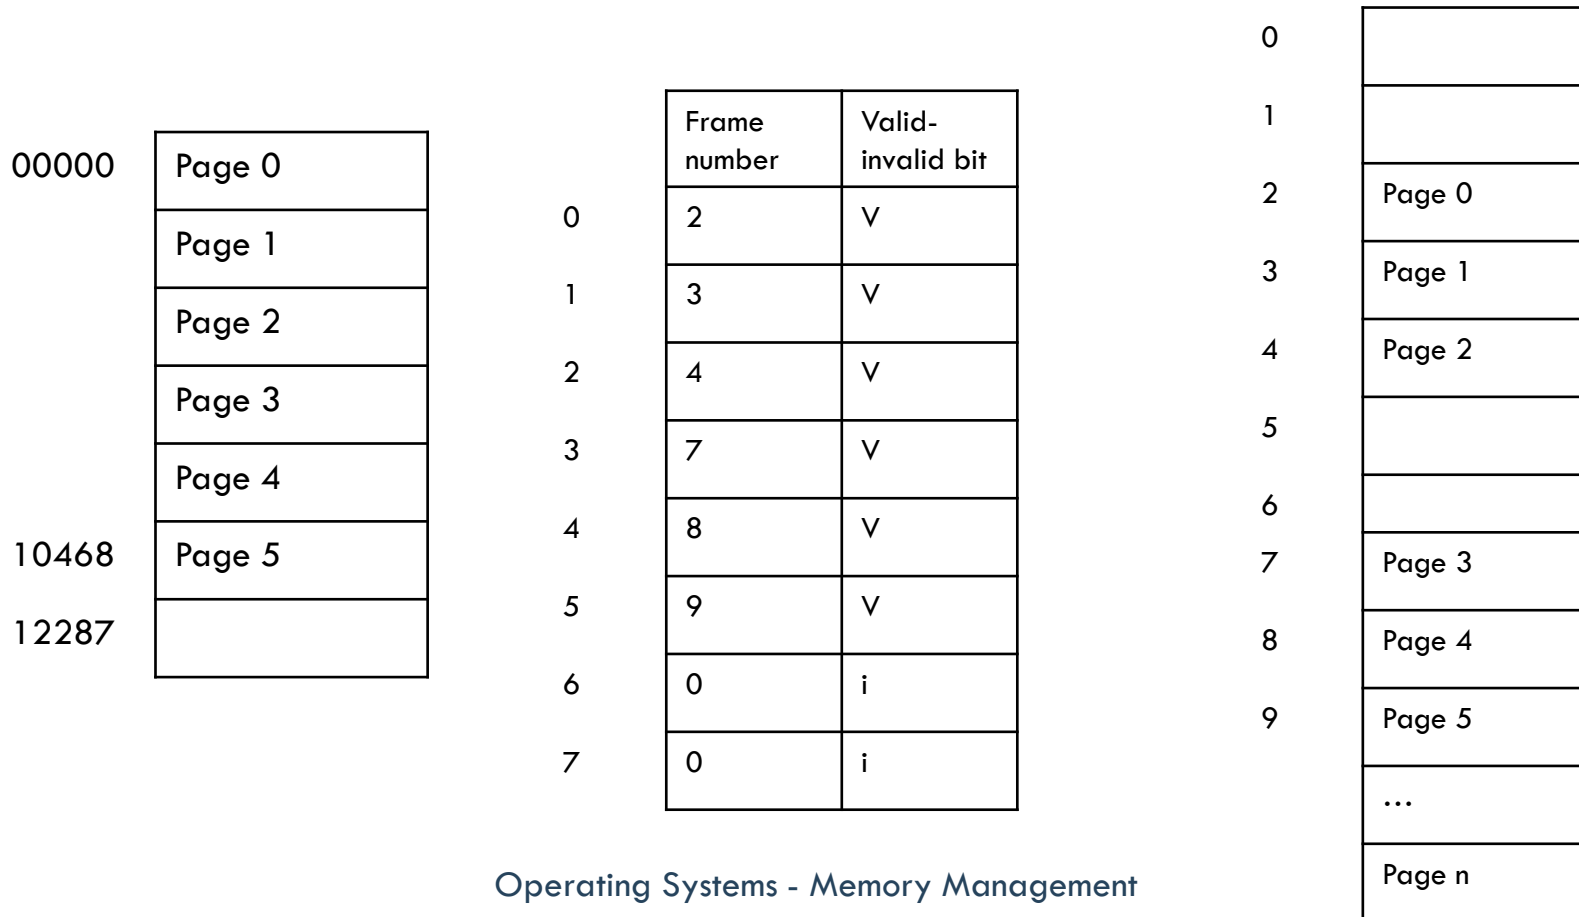 00000
Page 0
Page 1
Page 2
Page 3
Page 4
10468
Page 5
12287
Frame number
Valid-invalid bit
0
2
V
1
3
V
2
4
V
3
7
V
4
8
V
5
9
V
6
0
i
7
0
i
0
1
2
Page 0
3
Page 1
4
Page 2
5
6
7
Page 3
8
Page 4
9
Page 5
...
Page n
Operating Systems - Memory Management